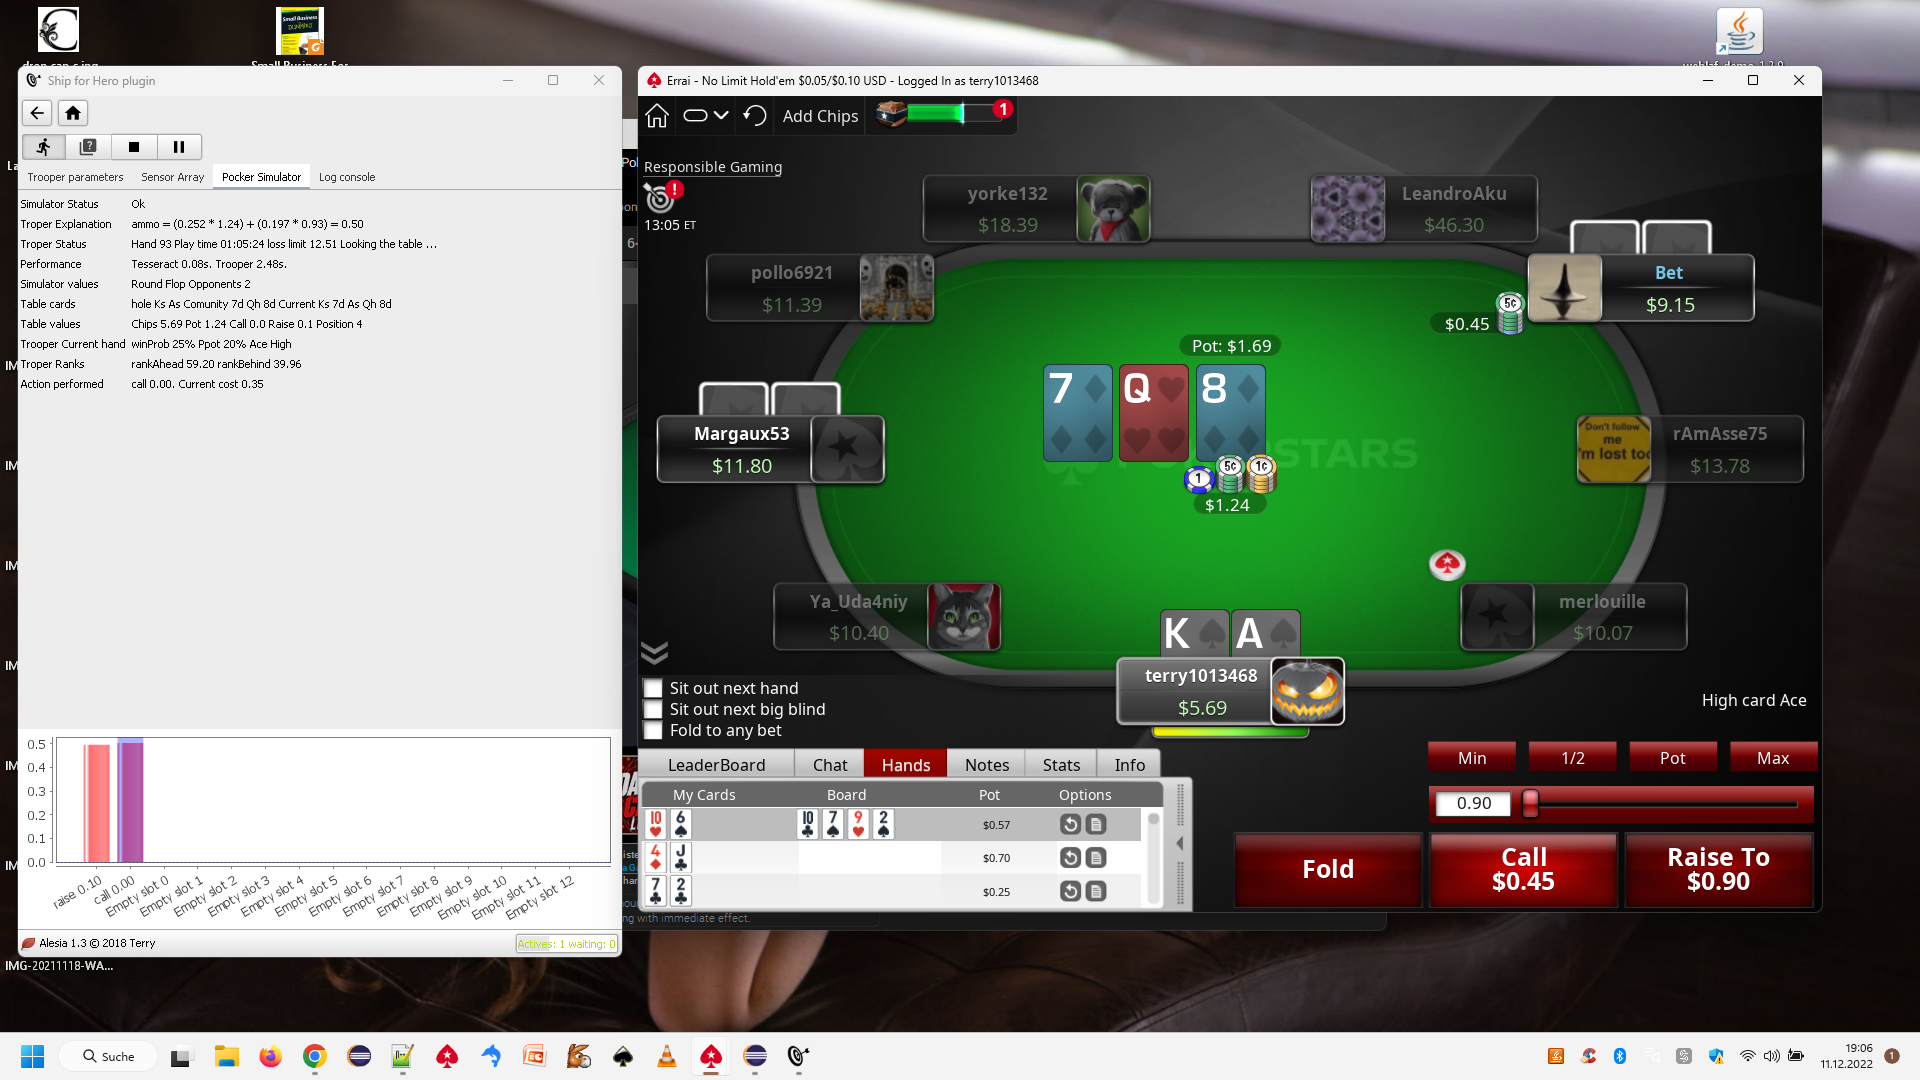 Ship for Hero plugin
Trooper parameters
Sensor Array
Pocker Simulator
Log console
Simulator Status Ok
Troper Explanation ammo = (0.252 * 1.24) + (0.197 * 0.93) = 0.50
Troper Status Hand 93 Play time 01:05:24 loss limit 12.51 Looking the table ...
Performance Tesseract 0.08s. Trooper 2.48s.
Simulator values Round Flop Opponents 2
Table cards hole Ks As Comunity 7d Qh 8d Current Ks 7d As Qh 8d
Table values Chips 5.69 Pot 1.24 Call 0.0 Raise 0.1 Position 4
Trooper Current hand winProb 25% Ppot 20% Ace High
Troper Ranks rankAhead 59.20 rankBehind 39.96
Action performed call 0.00. Current cost 0.35
0.5
0.4
0.3
0.2
0.1
0.0
raise 0.10
call 0.00
Empty slot 0
Empty slot 1
Empty slot 2
Empty slot 3
Empty slot 4
Empty slot 5
Empty slot 6
Empty slot 7
Empty slot 8
Empty slot 9
Empty slot 10
Empty slot 11
Empty slot 12
Alesia 1.3 © 2018 Terry
Actives: 1 waiting: 0
IMG-20211118-WA...
Errai - No Limit Hold'em $0.05/$0.10 USD - Logged In as terry1013468
Add Chips
1
Responsible Gaming
13:05 ET
yorke132
$18.39
LeandroAku
$46.30
pollo6921
$11.39
Bet
$9.15
$0.45
5¢
Pot: $1.69
7
Q
8
Margaux53
$11.80
Don't follow
me
I'm lost too
rAmAsse75
$13.78
1
5¢
1¢
$1.24
Ya_Uda4niy
$10.40
merlouille
$10.07
K
A
terry1013468
$5.69
Sit out next hand
Sit out next big blind
Fold to any bet
High card Ace
Min
1/2
Pot
Max
0.90
Fold
Call
$0.45
Raise To
$0.90
LeaderBoard
Chat
Hands
Notes
Stats
Info
My Cards
Board
Pot
Options
10 6 10 7 9 2 $0.57
4 J $0.70
7 2 $0.25
ng with immediate effect.
Suche
19:06
11.12.2022
1